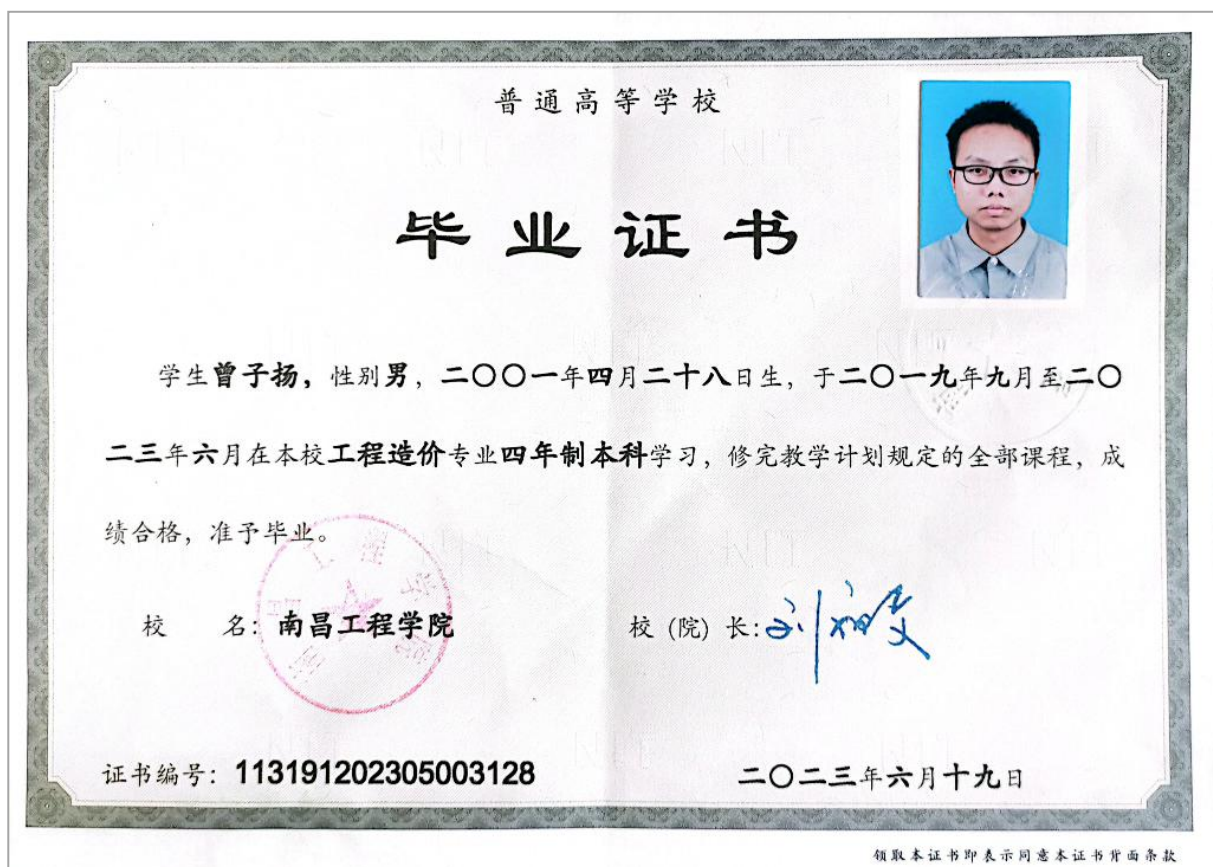 普通高等学校
毕业证书
学生曾子扬，性别男，二〇〇一年四月二十八日生，于二〇一九年九月至二〇
二三年六月在本校工程造价专业四年制本科学习，修完教学计划规定的全部课程，成
绩合格，准予毕业。
校 名：南昌工程学院 校（院）长：
证书编号：113191202305003128 二〇二三年六月十九日
领取本证书即表示同意本证书背面条款